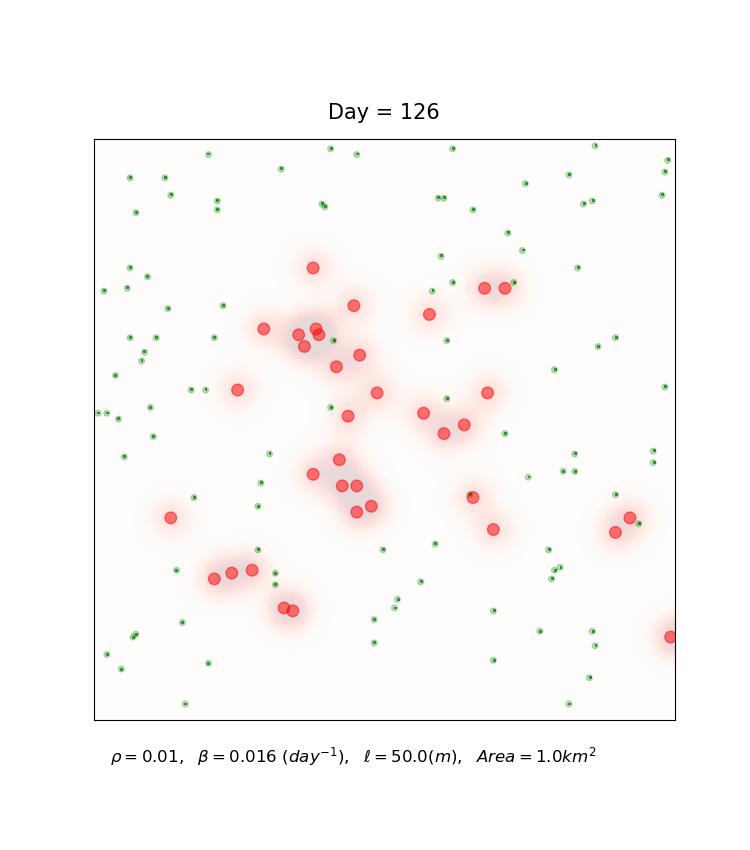 Day = 126
ρ = 0.01, β = 0.016 (day⁻¹), ℓ = 50.0(m), Area = 1.0km²